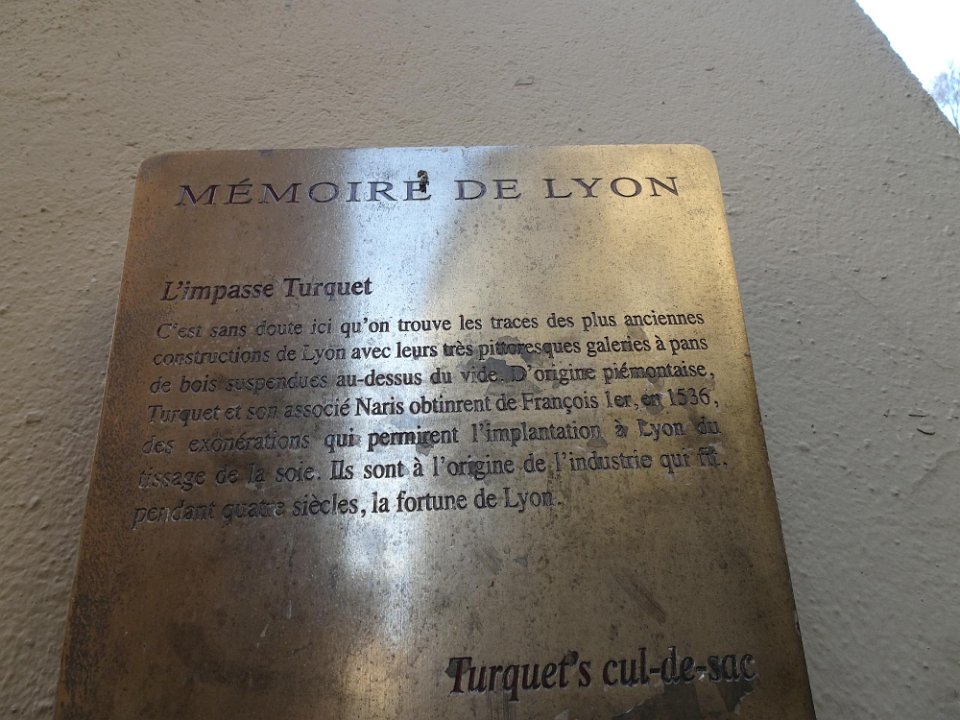 MÉMOIRE DE LYON
L'impasse Turquet
C'est sans doute ici qu'on trouve les traces des plus anciennes
constructions de Lyon avec leurs très pittoresques galeries à pans
de bois suspendues au-dessus du vide. D'origine piémontaise,
Turquet et son associé Naris obtinrent de François 1er, en 1536,
des exonérations qui permirent l'implantation à Lyon du
tissage de la soie. Ils sont à l'origine de l'industrie qui fit,
pendant quatre siècles, la fortune de Lyon.
Turquet's cul-de-sac